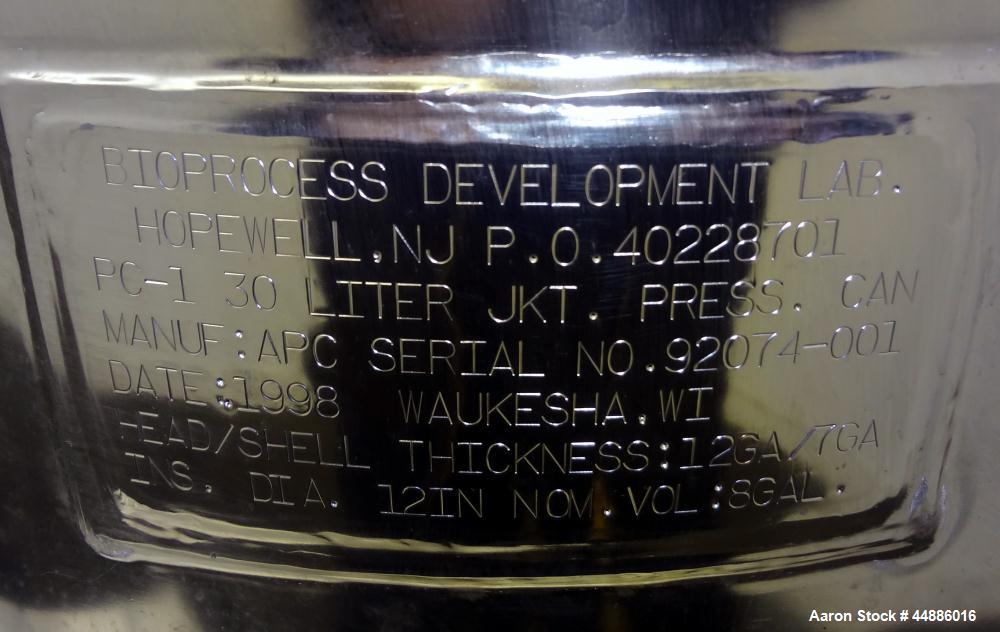 BIOPROCESS DEVELOPMENT LAB.
HOPEWELL.NJ P.O.40228701
PC-1 30 LITER JKT. PRESS. CAN
MANUF:APC SERIAL NO.92074-001
DATE:1998 WAUKESHA.WI
HEAD/SHELL THICKNESS:12GA/7GA
INS. DIA. 12IN NOM.VOL:8GAL.
Aaron Stock # 44886016